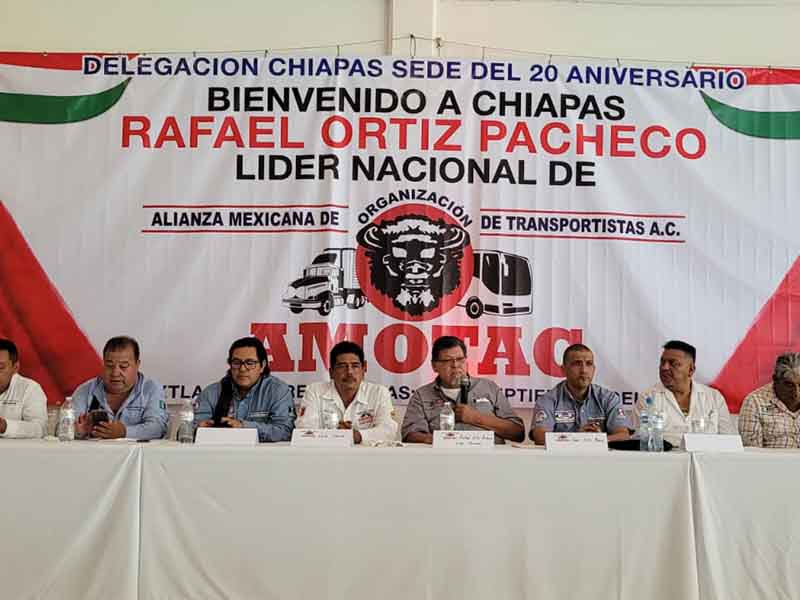 DELEGACION CHIAPAS SEDE DEL 20 ANIVERSARIO
BIENVENIDO A CHIAPAS
RAFAEL ORTIZ PACHECO
LIDER NACIONAL DE
ORGANIZACIÓN
ALIANZA MEXICANA DE DE TRANSPORTISTAS A.C.
AMOTAC